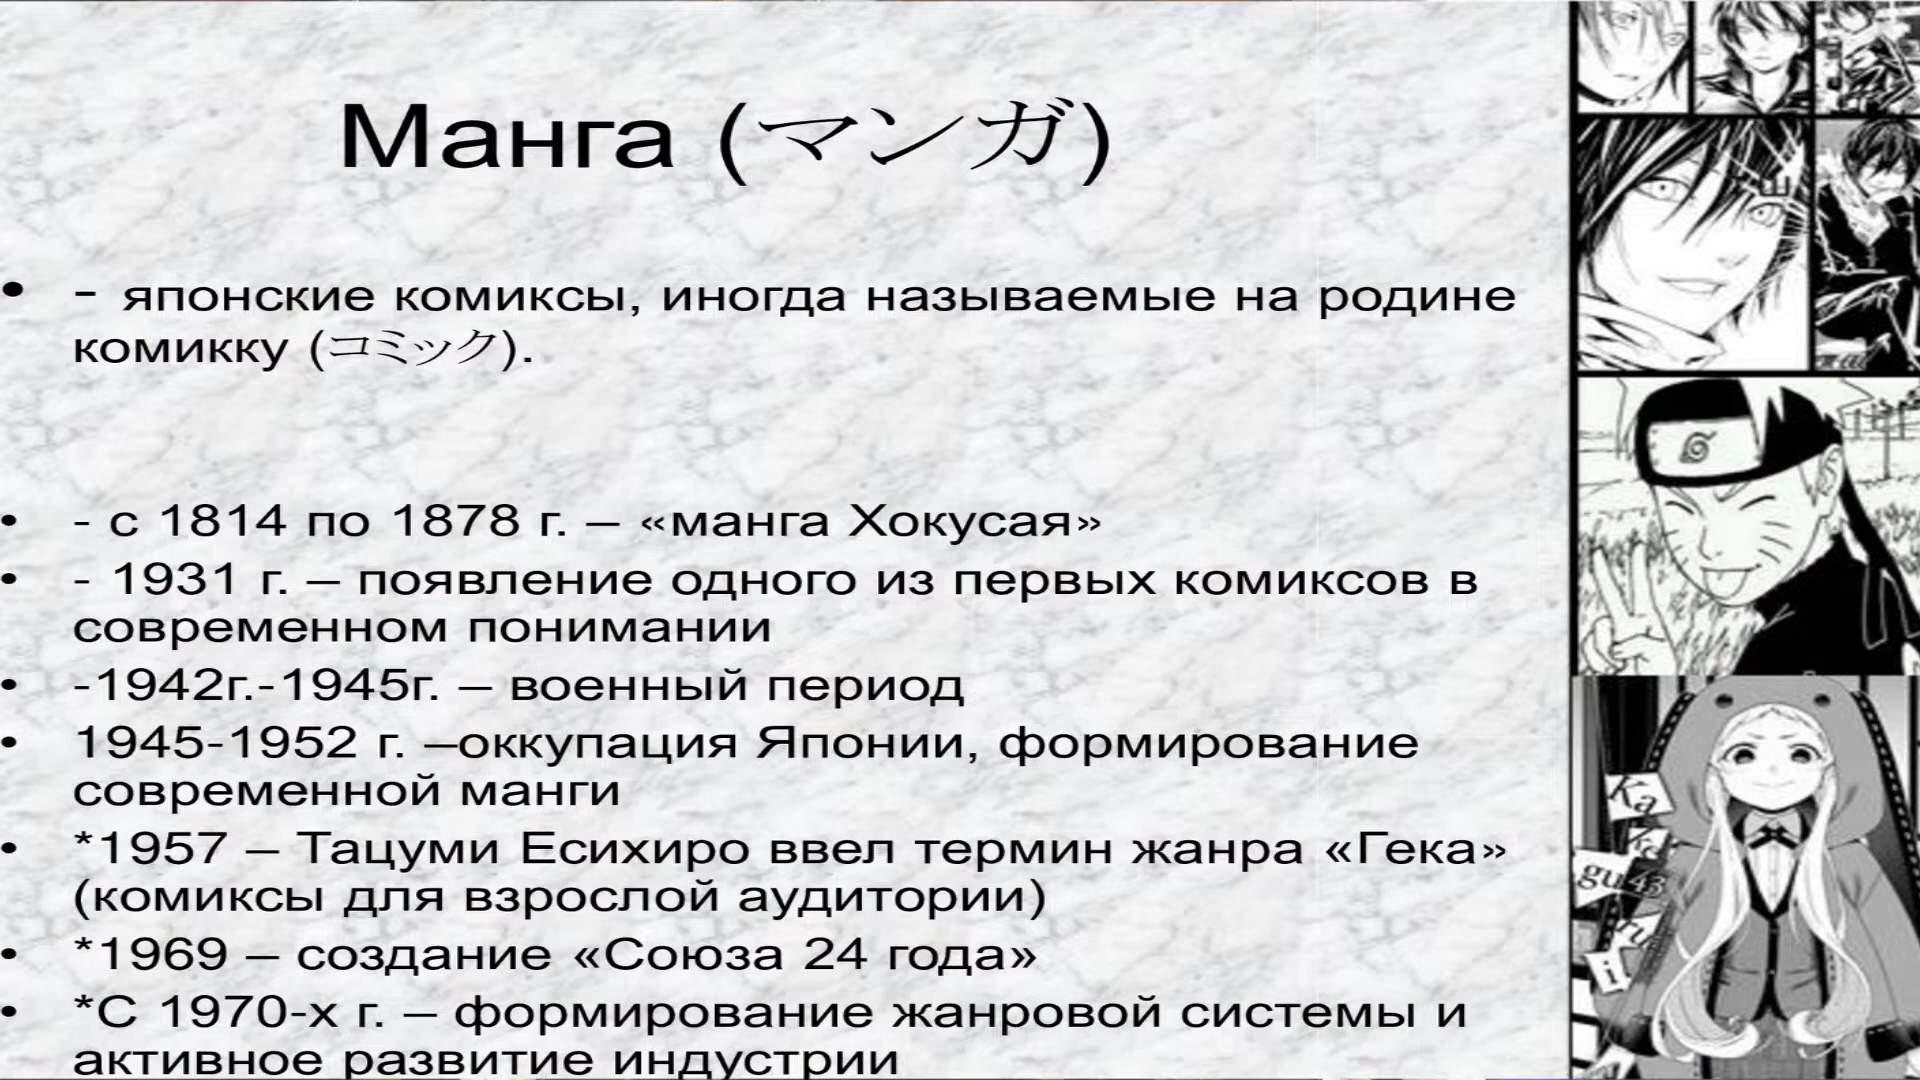 Манга (マンガ)
• - японские комиксы, иногда называемые на родине
комикку (コミック).
• - с 1814 по 1878 г. – «манга Хокусая»
• - 1931 г. – появление одного из первых комиксов в
современном понимании
• -1942г.-1945г. – военный период
• 1945-1952 г. –оккупация Японии, формирование
современной манги
• *1957 – Тацуми Есихиро ввел термин жанра «Гека»
(комиксы для взрослой аудитории)
• *1969 – создание «Союза 24 года»
• *С 1970-х г. – формирование жанровой системы и
активное развитие индустрии
Ka
gu 43
i